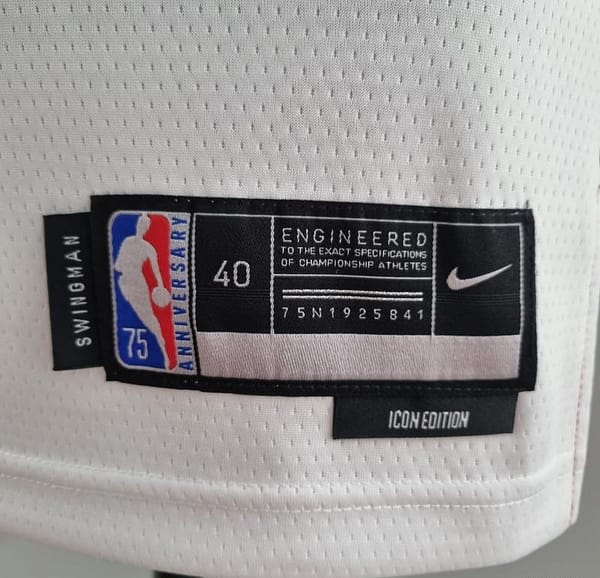 SWINGMAN
75
ANNIVERSARY
40
ENGINEERED
TO THE EXACT SPECIFICATIONS
OF CHAMPIONSHIP ATHLETES
75N1925841
ICON EDITION